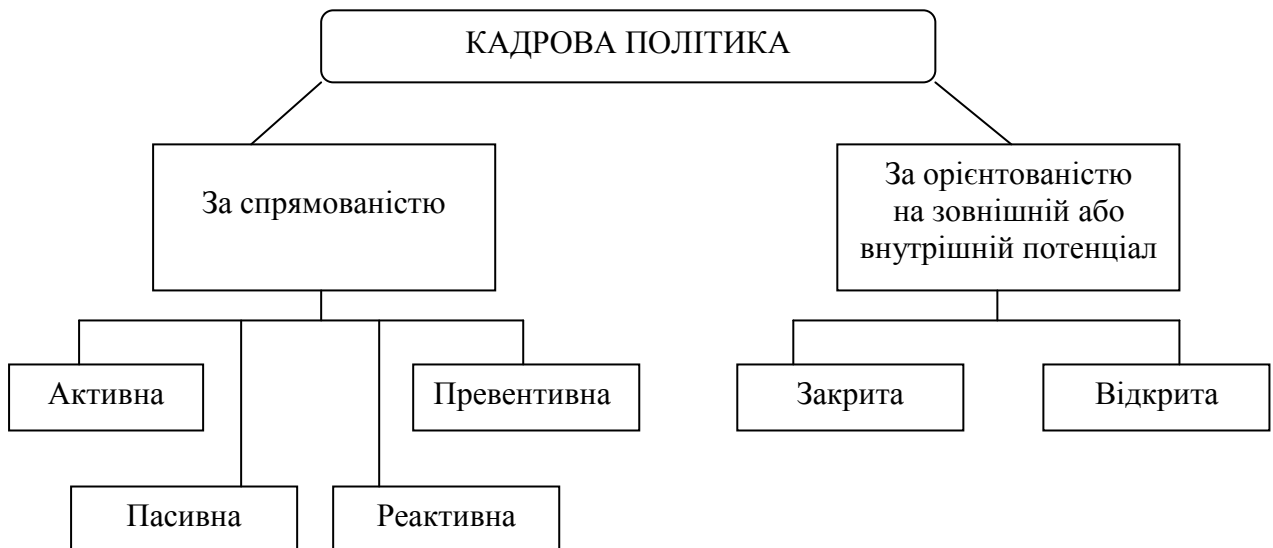 КАДРОВА ПОЛІТИКА
За спрямованістю
За орієнтованістю
на зовнішній або
внутрішній потенціал
Активна
Превентивна
Закрита
Відкрита
Пасивна
Реактивна